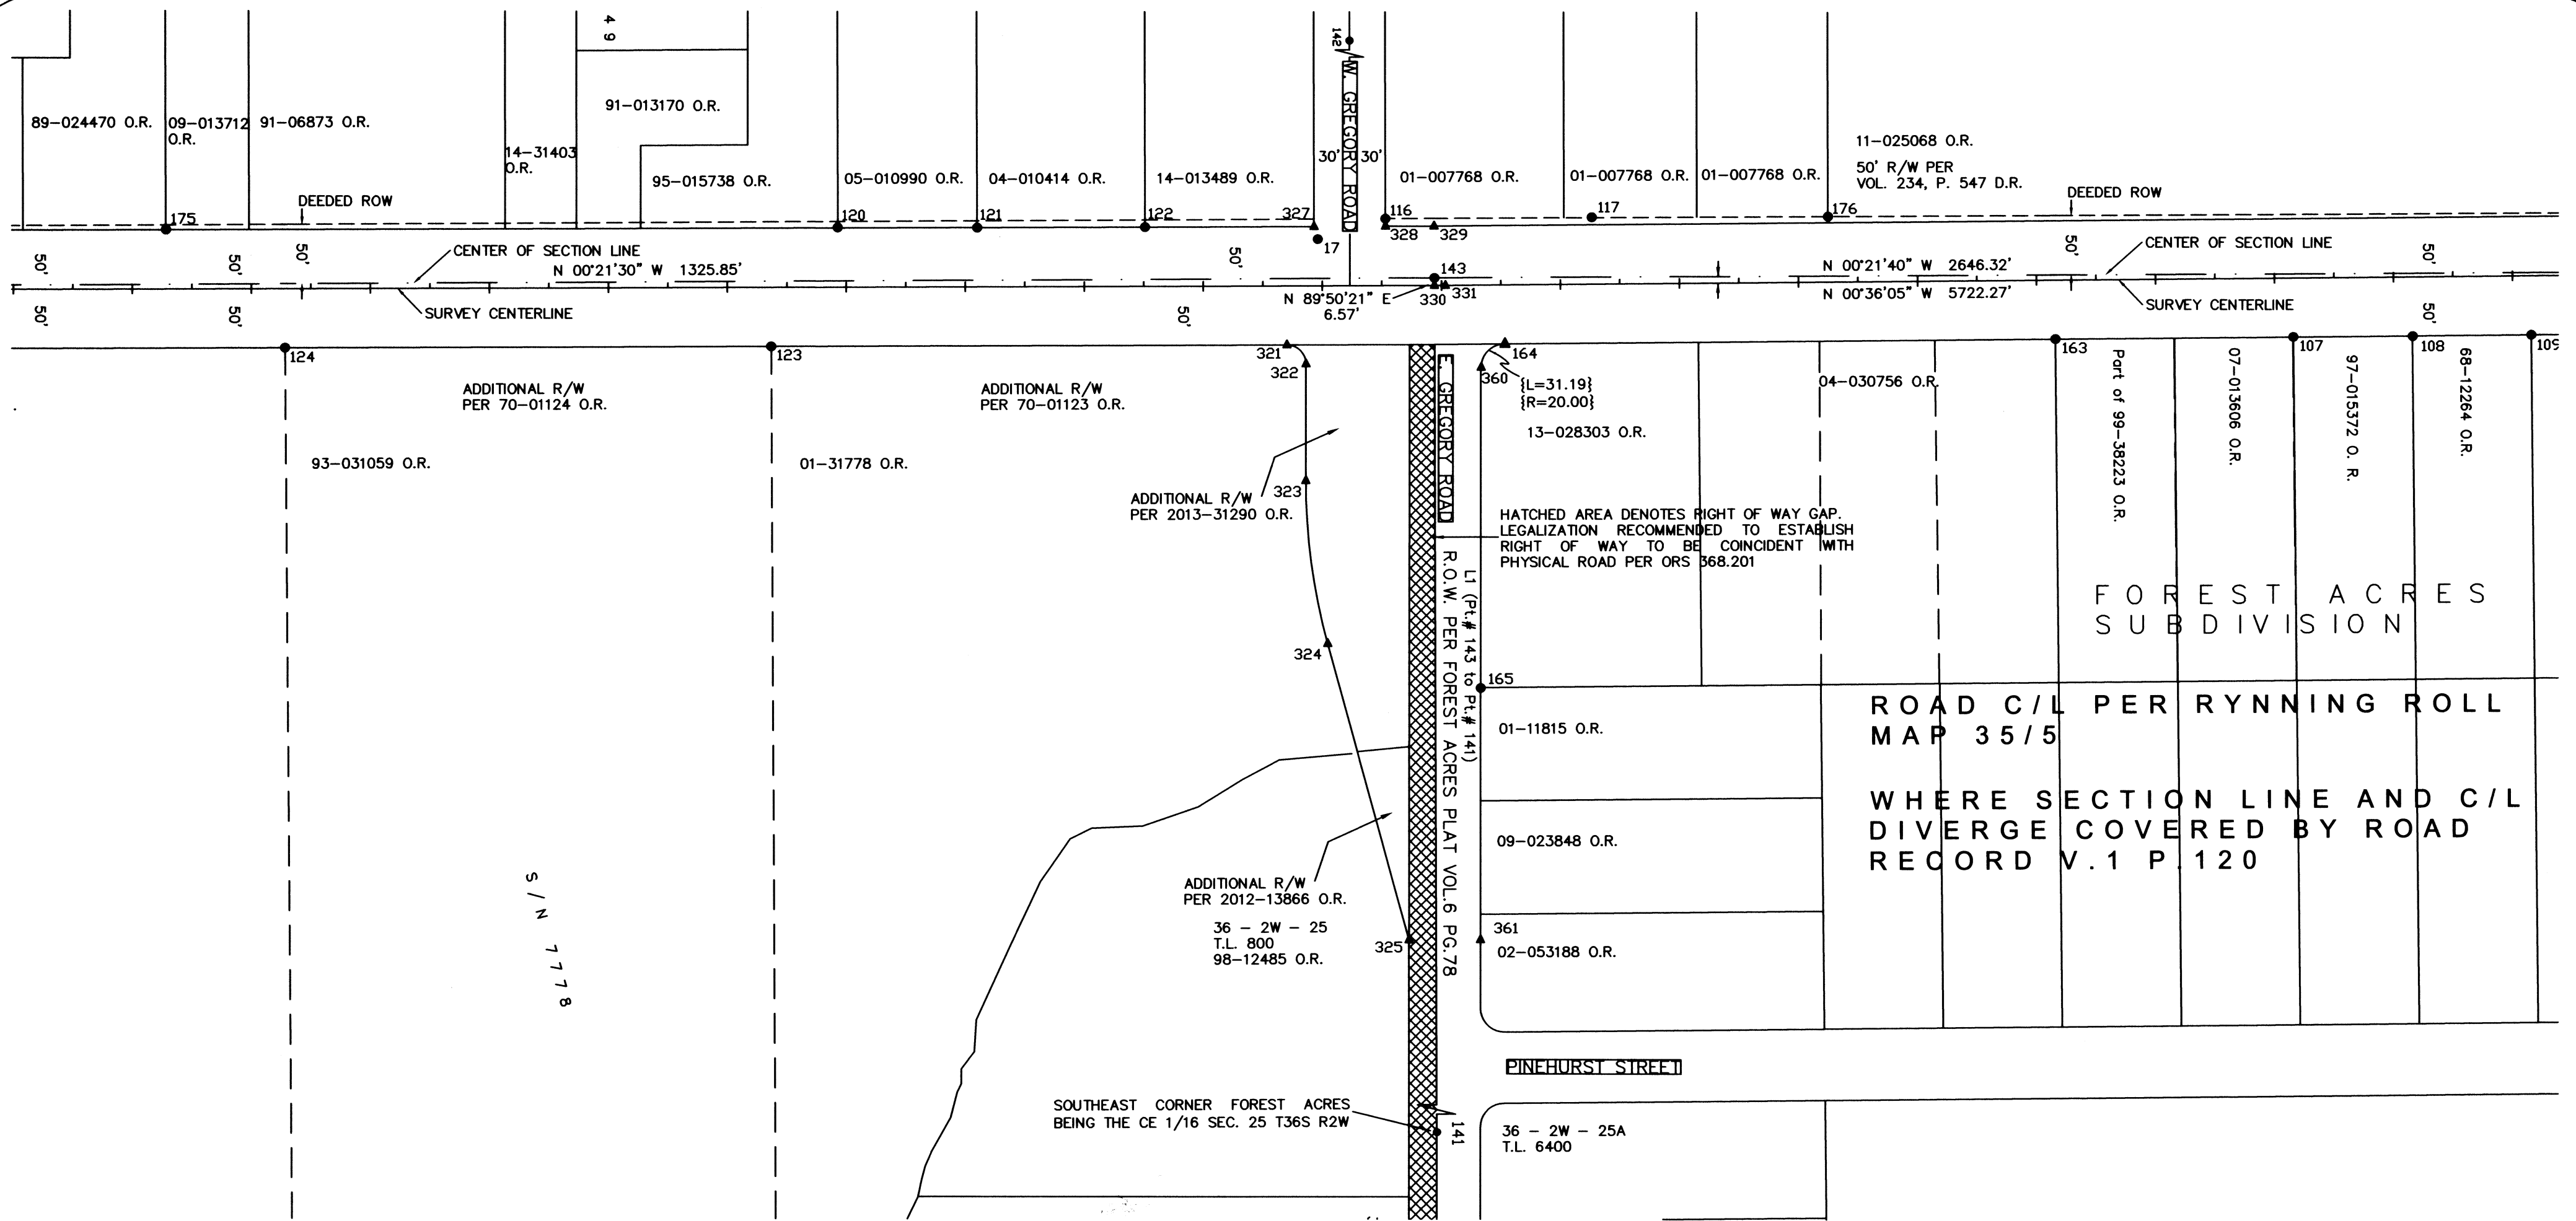 4 9
142
89-024470 O.R.
09-013712
O.R.
91-06873 O.R.
14-31403
O.R.
91-013170 O.R.
95-015738 O.R.
05-010990 O.R.
04-010414 O.R.
14-013489 O.R.
30'
W. GREGORY ROAD
30'
01-007768 O.R.
01-007768 O.R.
01-007768 O.R.
11-025068 O.R.
50' R/W PER
VOL. 234, P. 547 D.R.
DEEDED ROW
DEEDED ROW
175
120
121
122
327
17
116
328
329
117
176
50'
50'
50'
CENTER OF SECTION LINE
N 00°21'30" W 1325.85'
50'
143
N 00°21'40" W 2646.32'
50'
CENTER OF SECTION LINE
50'
50'
50'
SURVEY CENTERLINE
50'
N 89°50'21" E
6.57'
330
331
N 00°36'05" W 5722.27'
SURVEY CENTERLINE
50'
124
123
321
322
164
360
163
107
108
109
ADDITIONAL R/W
PER 70-01124 O.R.
ADDITIONAL R/W
PER 70-01123 O.R.
E. GREGORY ROAD
{L=31.19}
{R=20.00}
13-028303 O.R.
04-030756 O.R.
Part of 99-38223 O.R.
07-013606 O.R.
97-015372 O. R.
68-12264 O.R.
93-031059 O.R.
01-31778 O.R.
323
ADDITIONAL R/W
PER 2013-31290 O.R.
HATCHED AREA DENOTES RIGHT OF WAY GAP.
LEGALIZATION RECOMMENDED TO ESTABLISH
RIGHT OF WAY TO BE COINCIDENT WITH
PHYSICAL ROAD PER ORS 368.201
L1 (Pt.# 143 to Pt.# 141)
R.O.W. PER FOREST ACRES PLAT VOL.6 PG.78
FOREST ACRES
SUBDIVISION
324
165
ROAD C/L PER RYNNING ROLL
MAP 35/5
01-11815 O.R.
WHERE SECTION LINE AND C/L
DIVERGE COVERED BY ROAD
RECORD V.1 P.120
09-023848 O.R.
S/N 7778
ADDITIONAL R/W
PER 2012-13866 O.R.
36 - 2W - 25
T.L. 800
98-12485 O.R.
325
361
02-053188 O.R.
PINEHURST STREET
SOUTHEAST CORNER FOREST ACRES
BEING THE CE 1/16 SEC. 25 T36S R2W
141
36 - 2W - 25A
T.L. 6400